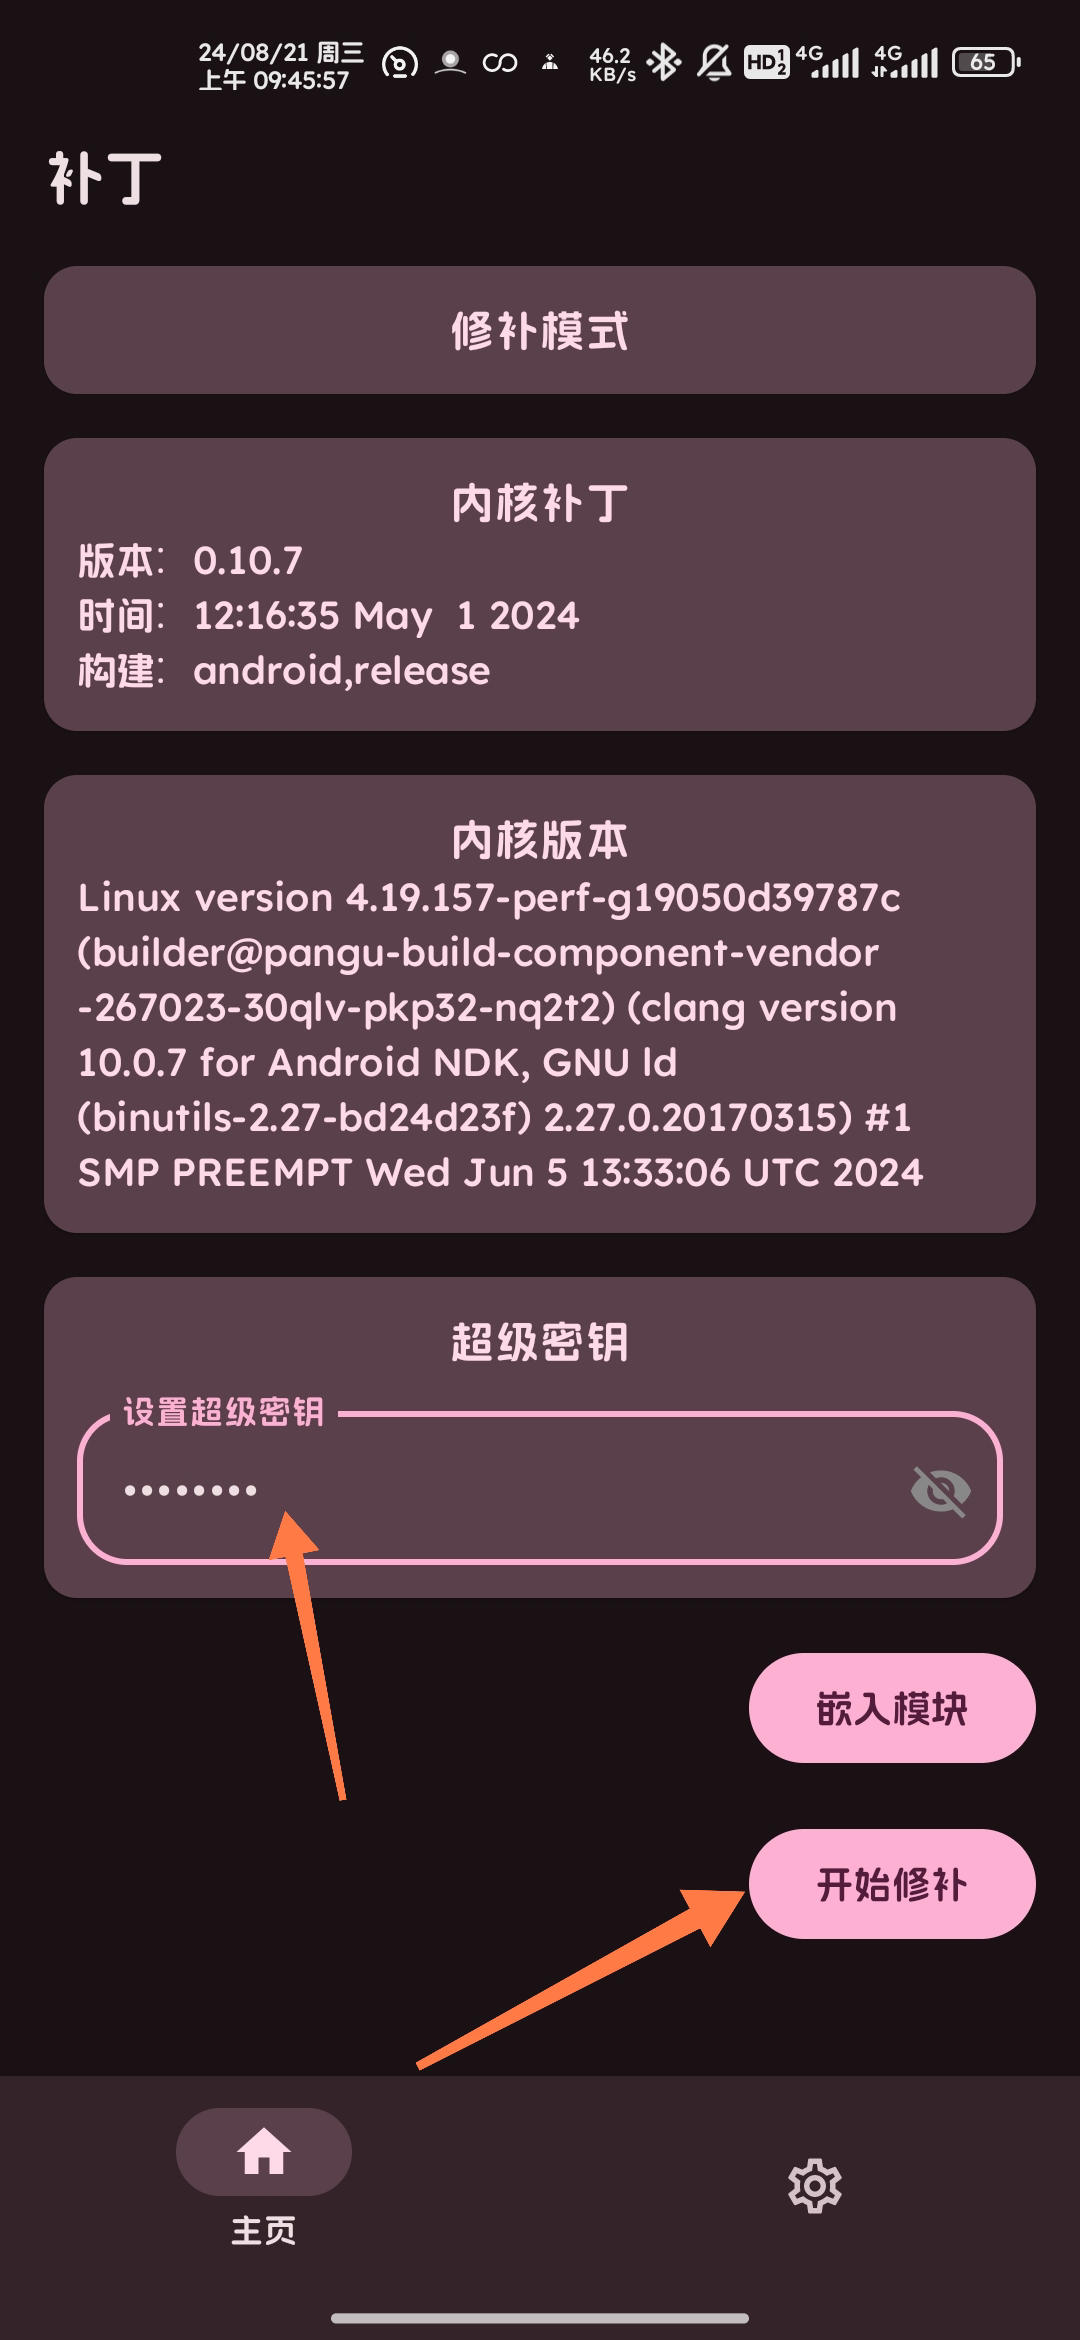 24/08/21 周三
上午 09:45:57
46.2
KB/s
HD 1 2
4G
4G
65
补丁
修补模式
内核补丁
版本：0.10.7
时间：12:16:35 May  1 2024
构建：android,release
内核版本
Linux version 4.19.157-perf-g19050d39787c
(builder@pangu-build-component-vendor
-267023-30qlv-pkp32-nq2t2) (clang version
10.0.7 for Android NDK, GNU ld
(binutils-2.27-bd24d23f) 2.27.0.20170315) #1
SMP PREEMPT Wed Jun 5 13:33:06 UTC 2024
超级密钥
设置超级密钥
••••••••
嵌入模块
开始修补
主页